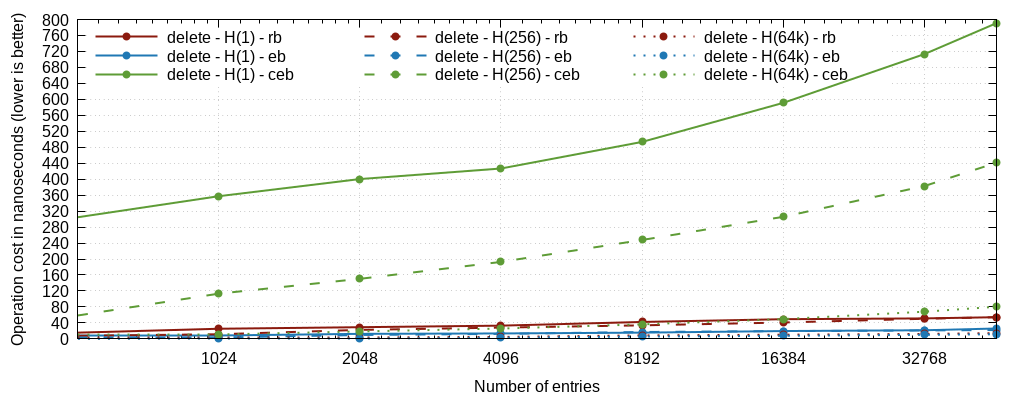 Operation cost in nanoseconds (lower is better)
800
760
720
680
640
600
560
520
480
440
400
360
320
280
240
200
160
120
80
40
0
delete - H(1) - rb
delete - H(1) - eb
delete - H(1) - ceb
delete - H(256) - rb
delete - H(256) - eb
delete - H(256) - ceb
delete - H(64k) - rb
delete - H(64k) - eb
delete - H(64k) - ceb
1024 2048 4096 8192 16384 32768
Number of entries